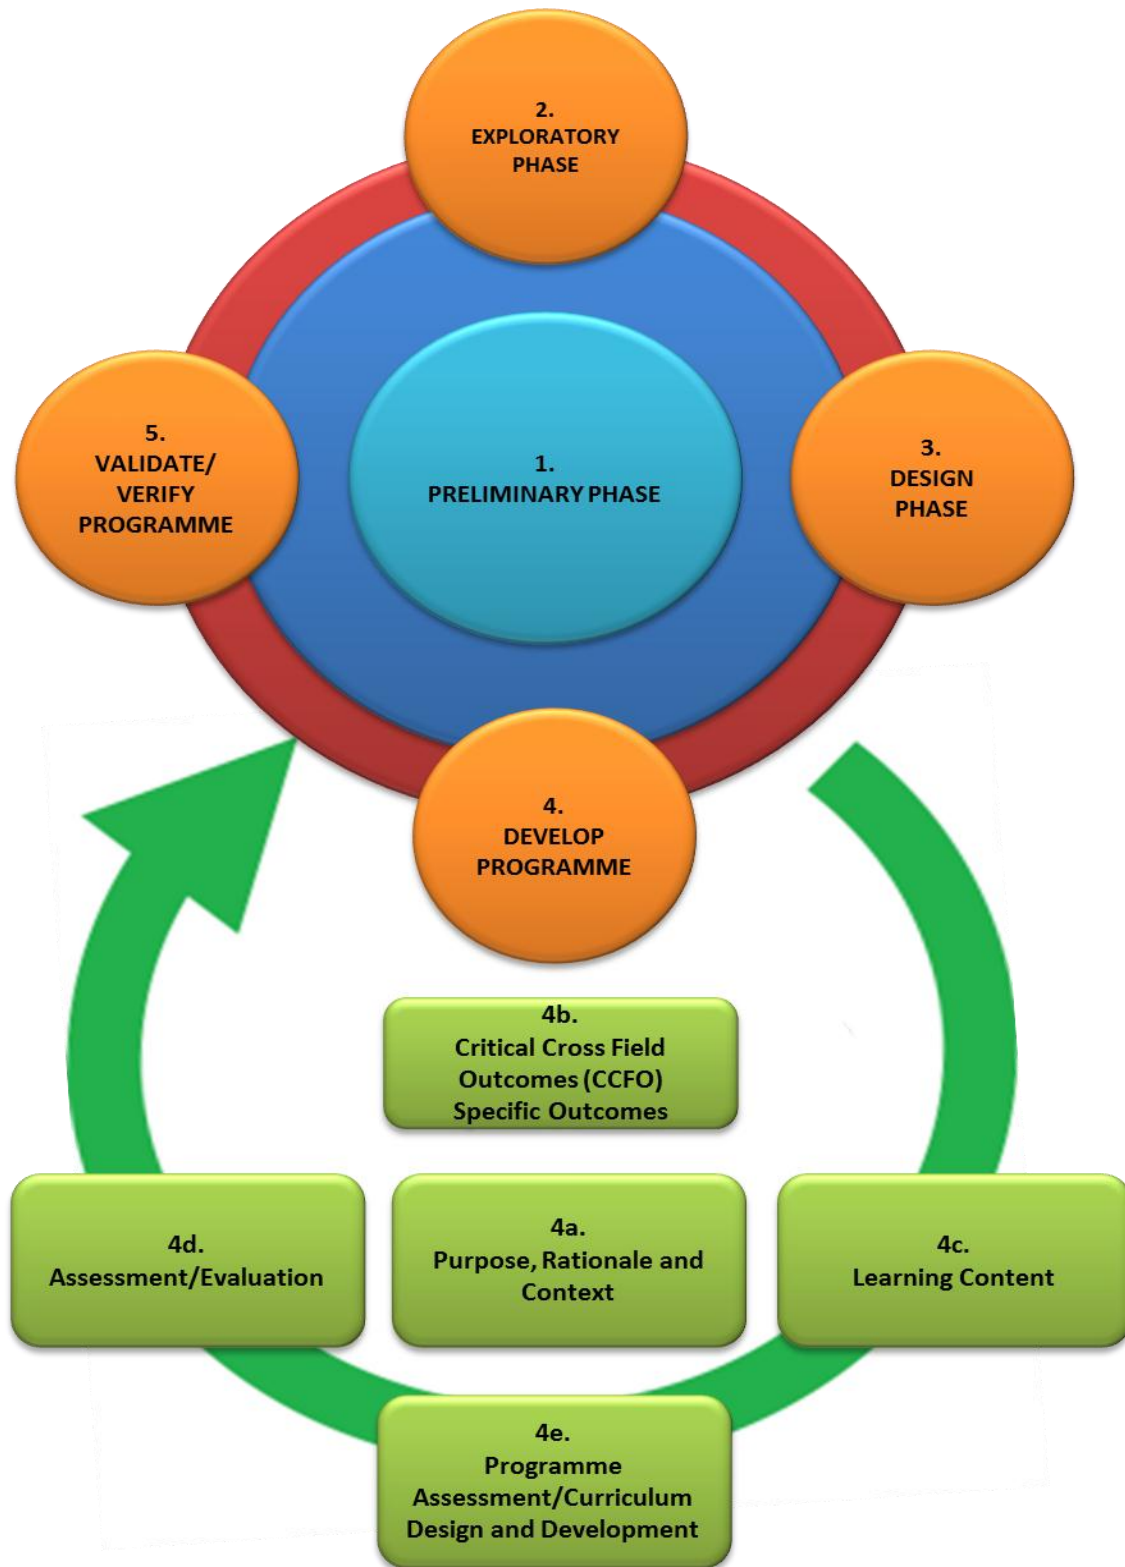 2.
EXPLORATORY
PHASE
5.
VALIDATE/
VERIFY
PROGRAMME
1.
PRELIMINARY PHASE
3.
DESIGN
PHASE
4.
DEVELOP
PROGRAMME
4b.
Critical Cross Field
Outcomes (CCFO)
Specific Outcomes
4d.
Assessment/Evaluation
4a.
Purpose, Rationale and
Context
4c.
Learning Content
4e.
Programme
Assessment/Curriculum
Design and Development